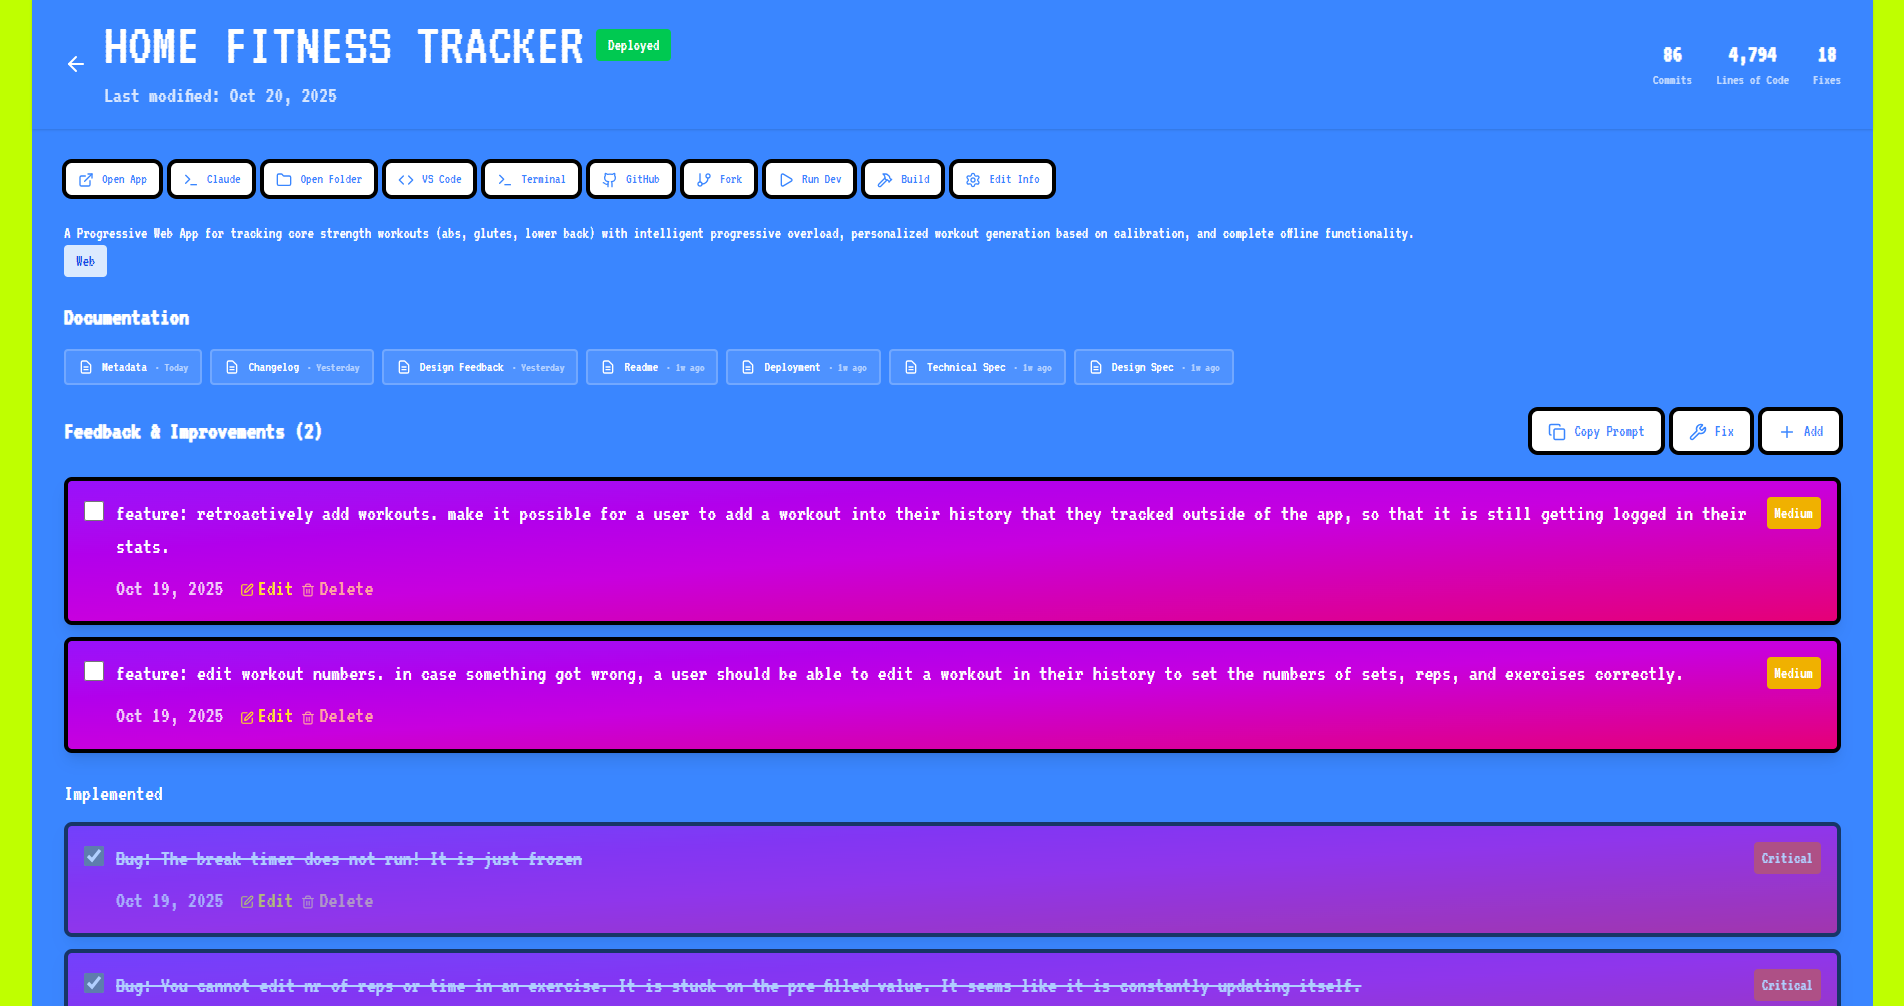 HOME FITNESS TRACKER
Deployed
Last modified: Oct 20, 2025
86
Commits
4,794
Lines of Code
18
Fixes
Open App
Claude
Open Folder
VS Code
Terminal
GitHub
Fork
Run Dev
Build
Edit Info
A Progressive Web App for tracking core strength workouts (abs, glutes, lower back) with intelligent progressive overload, personalized workout generation based on calibration, and complete offline functionality.
Web
Documentation
Metadata · Today
Changelog · Yesterday
Design Feedback · Yesterday
Readme · 1w ago
Deployment · 1w ago
Technical Spec · 1w ago
Design Spec · 1w ago
Feedback & Improvements (2)
Copy Prompt
Fix
Add
feature: retroactively add workouts. make it possible for a user to add a workout into their history that they tracked outside of the app, so that it is still getting logged in their
stats.
Medium
Oct 19, 2025 Edit Delete
feature: edit workout numbers. in case something got wrong, a user should be able to edit a workout in their history to set the numbers of sets, reps, and exercises correctly.
Medium
Oct 19, 2025 Edit Delete
Implemented
Bug: The break timer does not run! It is just frozen
Critical
Oct 19, 2025 Edit Delete
Bug: You cannot edit nr of reps or time in an exercise. It is stuck on the pre filled value. It seems like it is constantly updating itself.
Critical